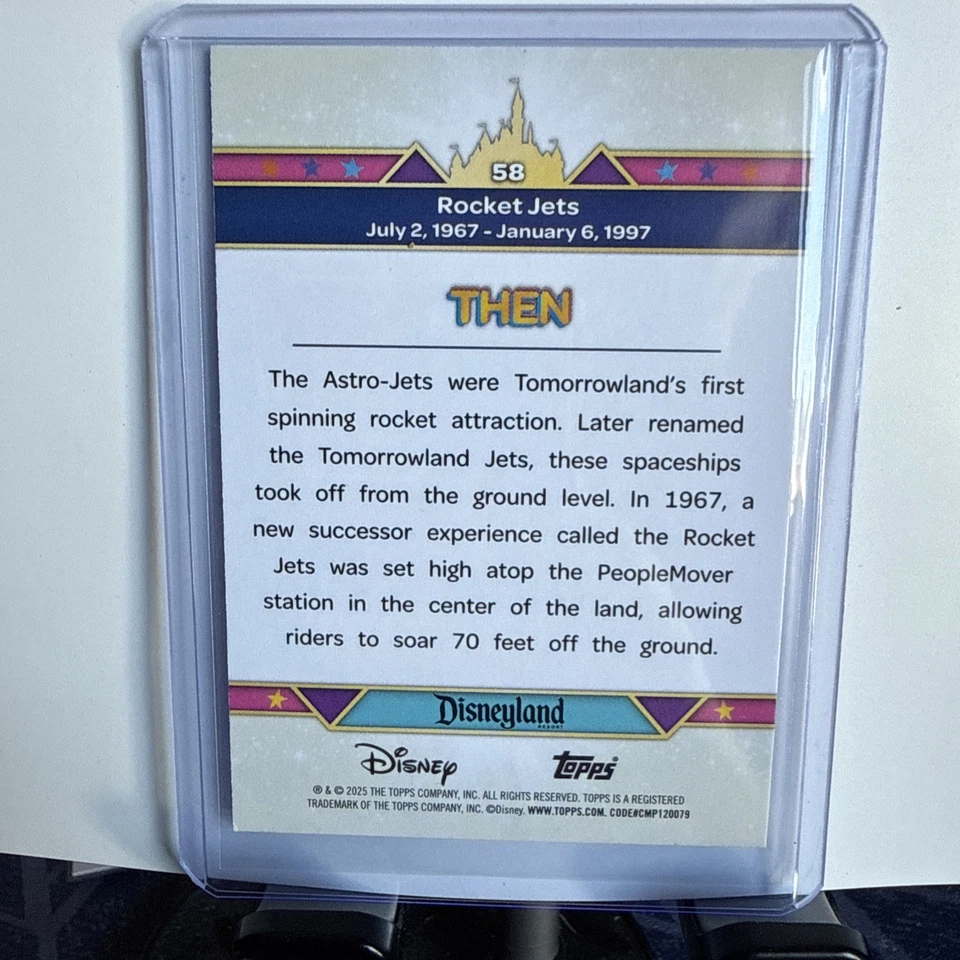 58
Rocket Jets
July 2, 1967 - January 6, 1997
THEN
The Astro-Jets were Tomorrowland's first
spinning rocket attraction. Later renamed
the Tomorrowland Jets, these spaceships
took off from the ground level. In 1967, a
new successor experience called the Rocket
Jets was set high atop the PeopleMover
station in the center of the land, allowing
riders to soar 70 feet off the ground.
Disneyland
RESORT
Disney topps
® & © 2025 THE TOPPS COMPANY, INC. ALL RIGHTS RESERVED. TOPPS IS A REGISTERED
TRADEMARK OF THE TOPPS COMPANY, INC. ©Disney. WWW.TOPPS.COM. CODE#CMP120079